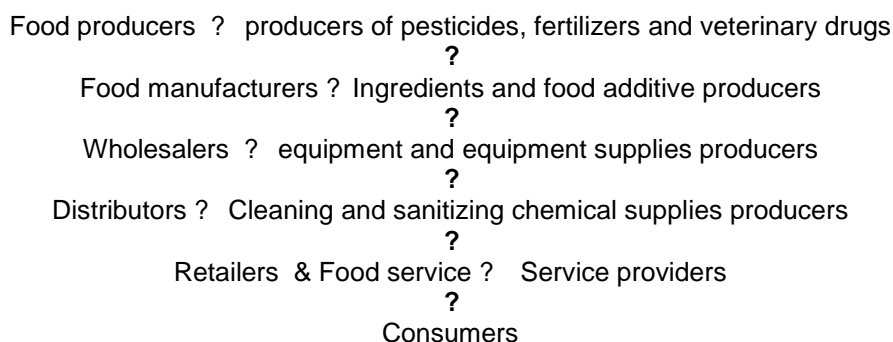 Food producers ? producers of pesticides, fertilizers and veterinary drugs
?
Food manufacturers ? Ingredients and food additive producers
?
Wholesalers ? equipment and equipment supplies producers
?
Distributors ? Cleaning and sanitizing chemical supplies producers
?
Retailers & Food service ? Service providers
?
Consumers